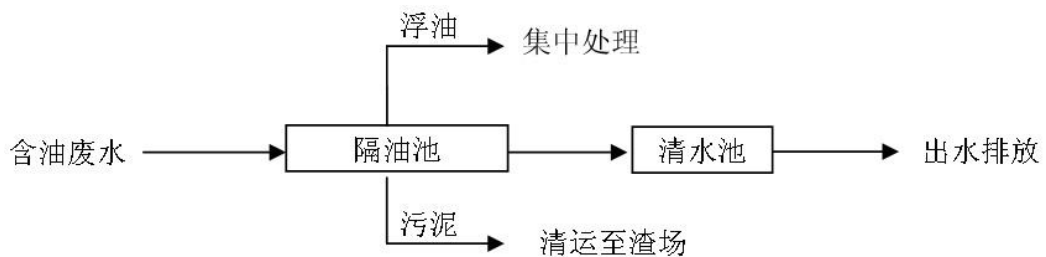 浮油
集中处理
含油废水
隔油池
清水池
出水排放
污泥
清运至渣场